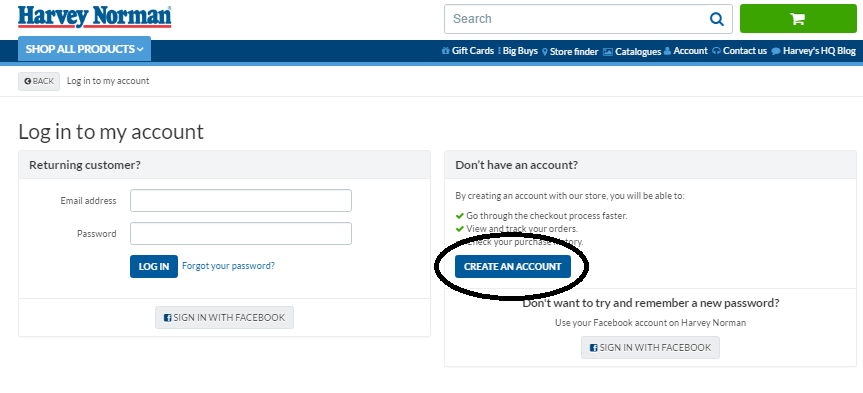 Harvey Norman
Search
SHOP ALL PRODUCTS
Gift Cards Big Buys Store finder Catalogues Account Contact us Harvey's HQ Blog
BACK Log in to my account
Log in to my account
Returning customer?
Email address
Password
LOG IN Forgot your password?
SIGN IN WITH FACEBOOK
Don't have an account?
By creating an account with our store, you will be able to:
Go through the checkout process faster.
View and track your orders.
Check your purchase history.
CREATE AN ACCOUNT
Don't want to try and remember a new password?
Use your Facebook account on Harvey Norman
SIGN IN WITH FACEBOOK